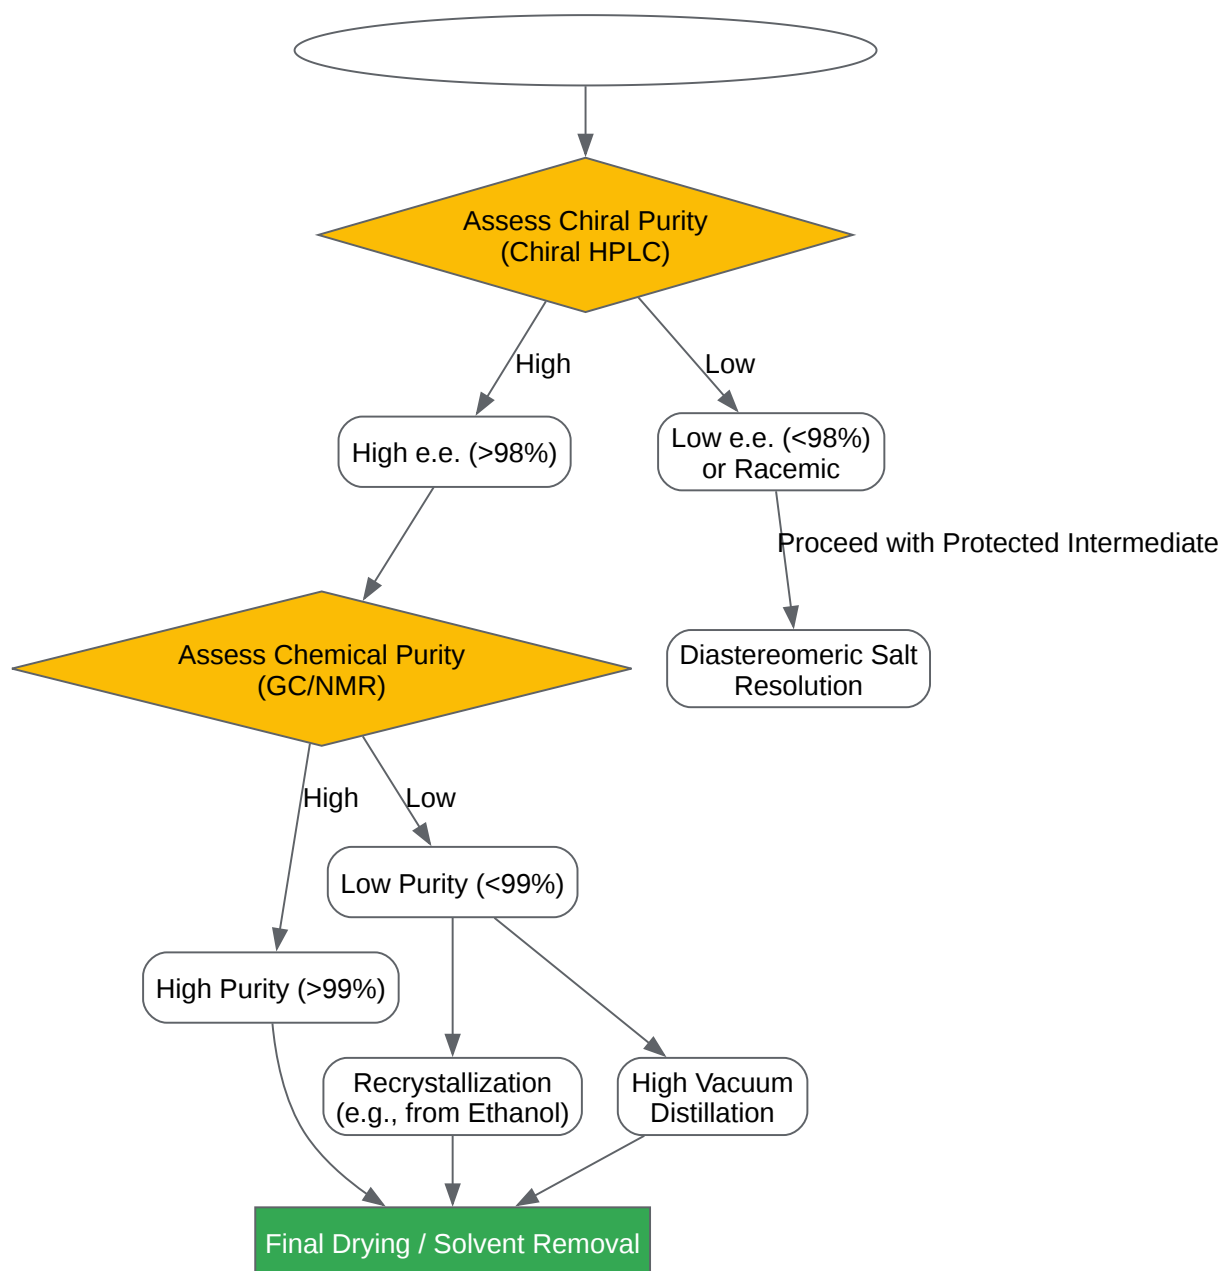 Assess Chiral Purity
(Chiral HPLC)
High
Low
High e.e. (>98%)
Low e.e. (<98%)
or Racemic
Proceed with Protected Intermediate
Assess Chemical Purity
(GC/NMR)
Diastereomeric Salt
Resolution
High
Low
Low Purity (<99%)
High Purity (>99%)
Recrystallization
(e.g., from Ethanol)
High Vacuum
Distillation
Final Drying / Solvent Removal